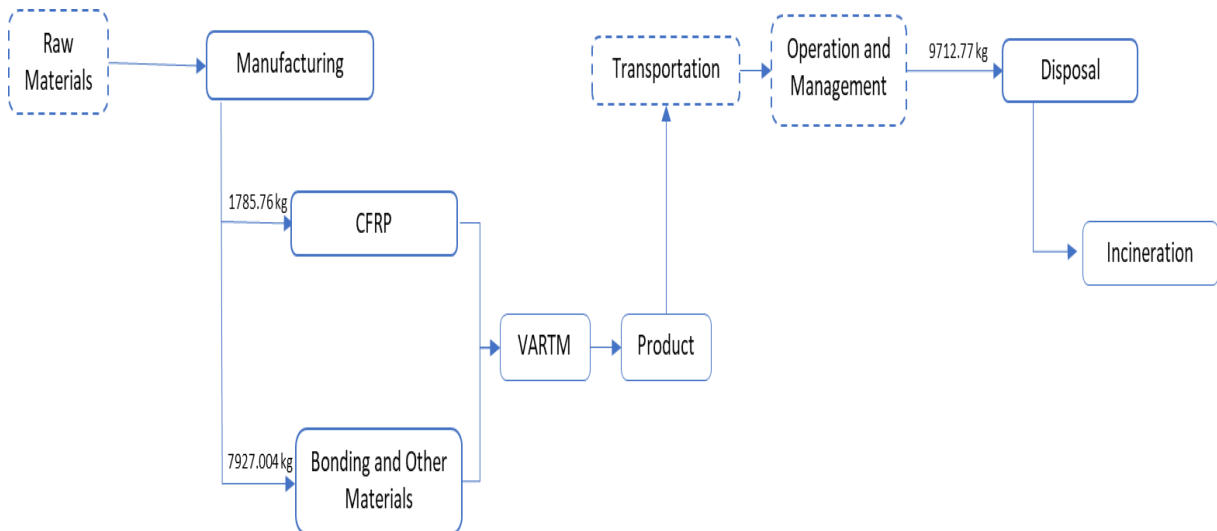 Raw
Materials
Manufacturing
Transportation
Operation and
Management
9712.77 kg
Disposal
1785.76 kg
CFRP
Incineration
VARTM
Product
7927.004 kg
Bonding and Other
Materials